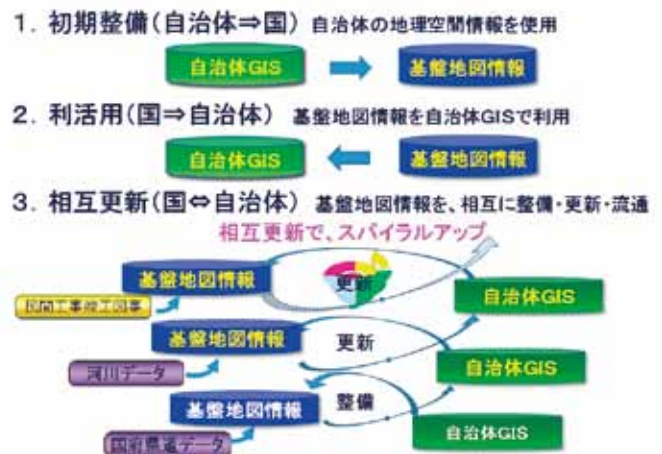 1. 初期整備(自治体⇒国) 自治体の地理空間情報を使用
自治体GIS 基盤地図情報
2. 利活用(国⇒自治体) 基盤地図情報を自治体GISで利用
自治体GIS 基盤地図情報
3. 相互更新(国⇔自治体) 基盤地図情報を、相互に整備・更新・流通
相互更新で、スパイラルアップ
基盤地図情報 更新 自治体GIS
基盤地図情報 更新 自治体GIS
河川データ
基盤地図情報 整備 自治体GIS
国府県道データ